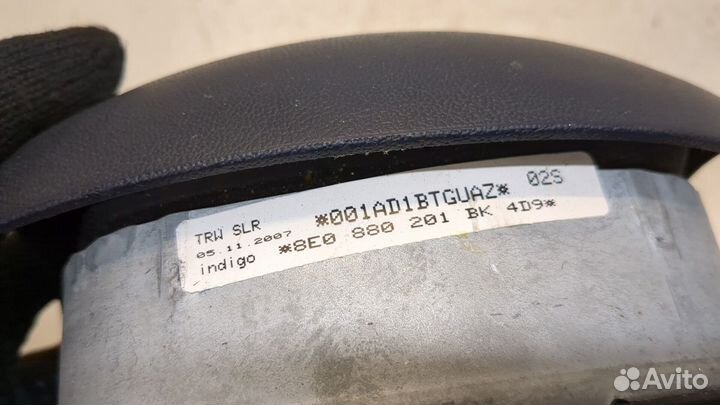 TRW SLR *001AD1BTGUAZ* 02S
05.11.2007
indigo *8E0 880 201 BK 4D9*
Avito